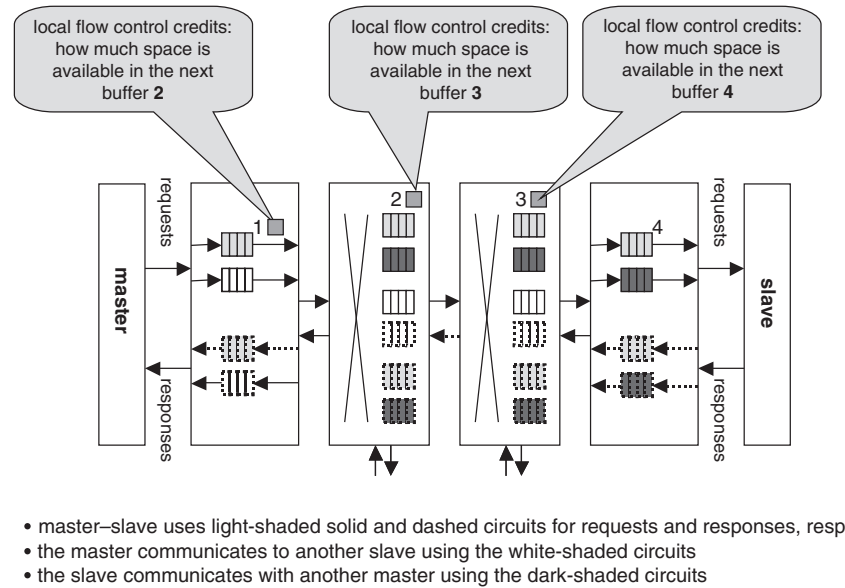 local flow control credits:
how much space is
available in the next
buffer 2
local flow control credits:
how much space is
available in the next
buffer 3
local flow control credits:
how much space is
available in the next
buffer 4
master
requests
responses
1
2
3
4
requests
responses
slave
• master–slave uses light-shaded solid and dashed circuits for requests and responses, resp
• the master communicates to another slave using the white-shaded circuits
• the slave communicates with another master using the dark-shaded circuits